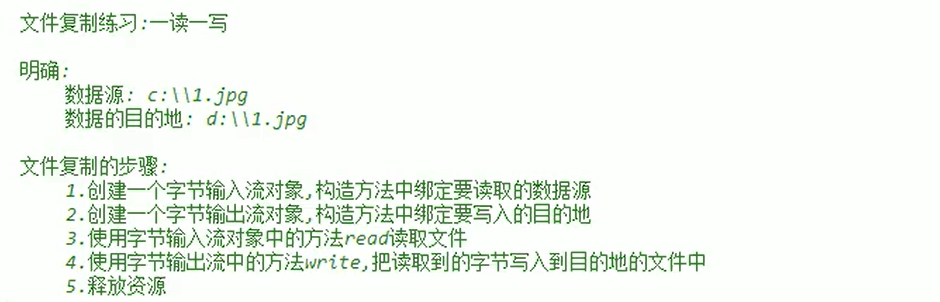 文件复制练习:一读一写
明确:
数据源: c:\\1.jpg
数据的目的地: d:\\1.jpg
文件复制的步骤:
1.创建一个字节输入流对象,构造方法中绑定要读取的数据源
2.创建一个字节输出流对象,构造方法中绑定要写入的目的地
3.使用字节输入流对象中的方法read读取文件
4.使用字节输出流中的方法write,把读取到的字节写入到目的地的文件中
5.释放资源